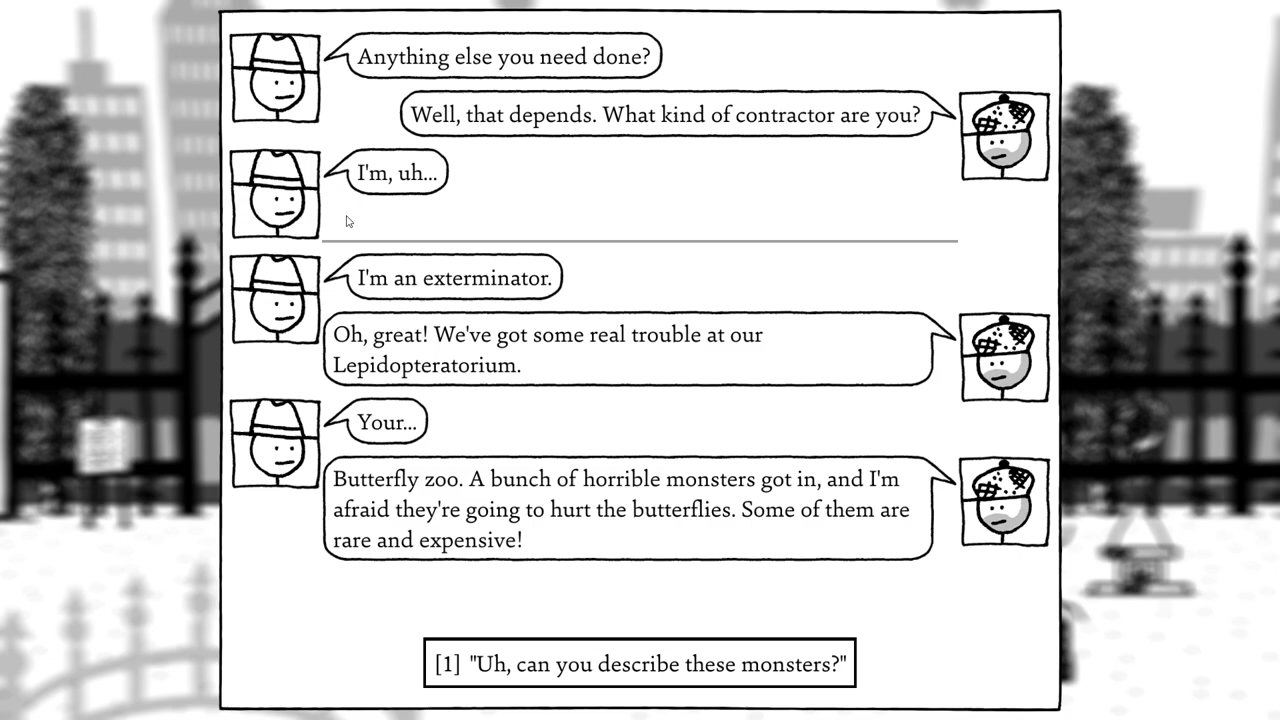 Anything else you need done?
Well, that depends. What kind of contractor are you?
I'm, uh...
I'm an exterminator.
Oh, great! We've got some real trouble at our
Lepidopteratorium.
Your...
Butterfly zoo. A bunch of horrible monsters got in, and I'm
afraid they're going to hurt the butterflies. Some of them are
rare and expensive!
[1] "Uh, can you describe these monsters?"